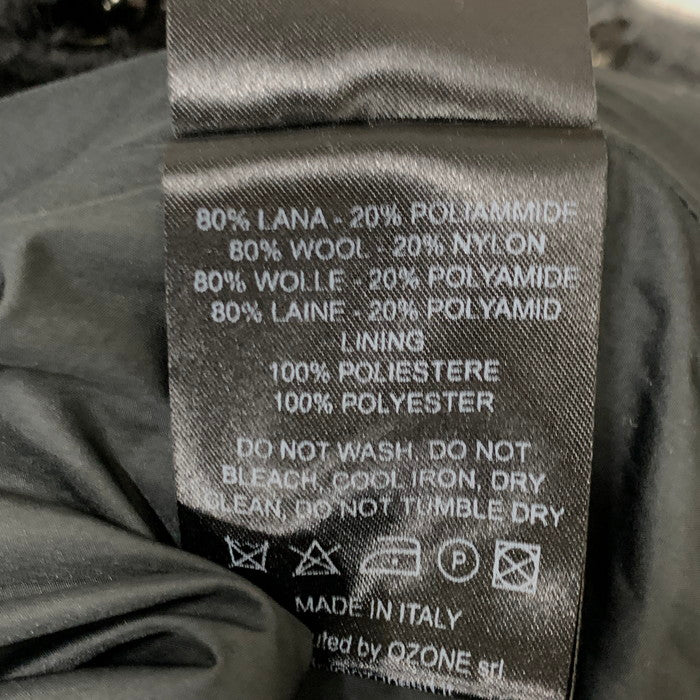 80% LANA - 20% POLIAMMIDE
80% WOOL - 20% NYLON
80% WOLLE - 20% POLYAMIDE
80% LAINE - 20% POLYAMID
LINING
100% POLIESTERE
100% POLYESTER
DO NOT WASH, DO NOT
BLEACH, COOL IRON, DRY
CLEAN, DO NOT TUMBLE DRY
P
MADE IN ITALY
by OZONE srl